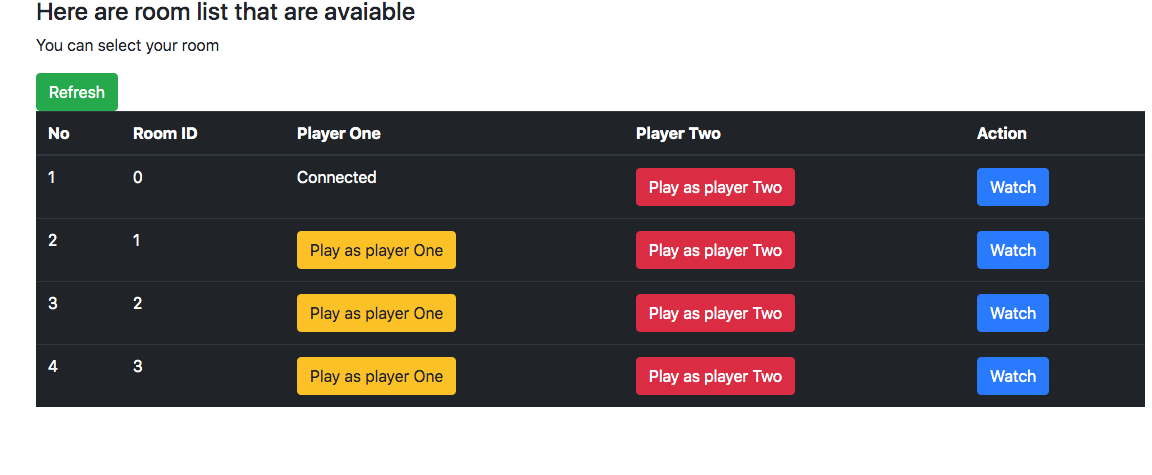 Here are room list that are avaiable
You can select your room
Refresh
No Room ID Player One Player Two Action
1 0 Connected Play as player Two Watch
2 1 Play as player One Play as player Two Watch
3 2 Play as player One Play as player Two Watch
4 3 Play as player One Play as player Two Watch